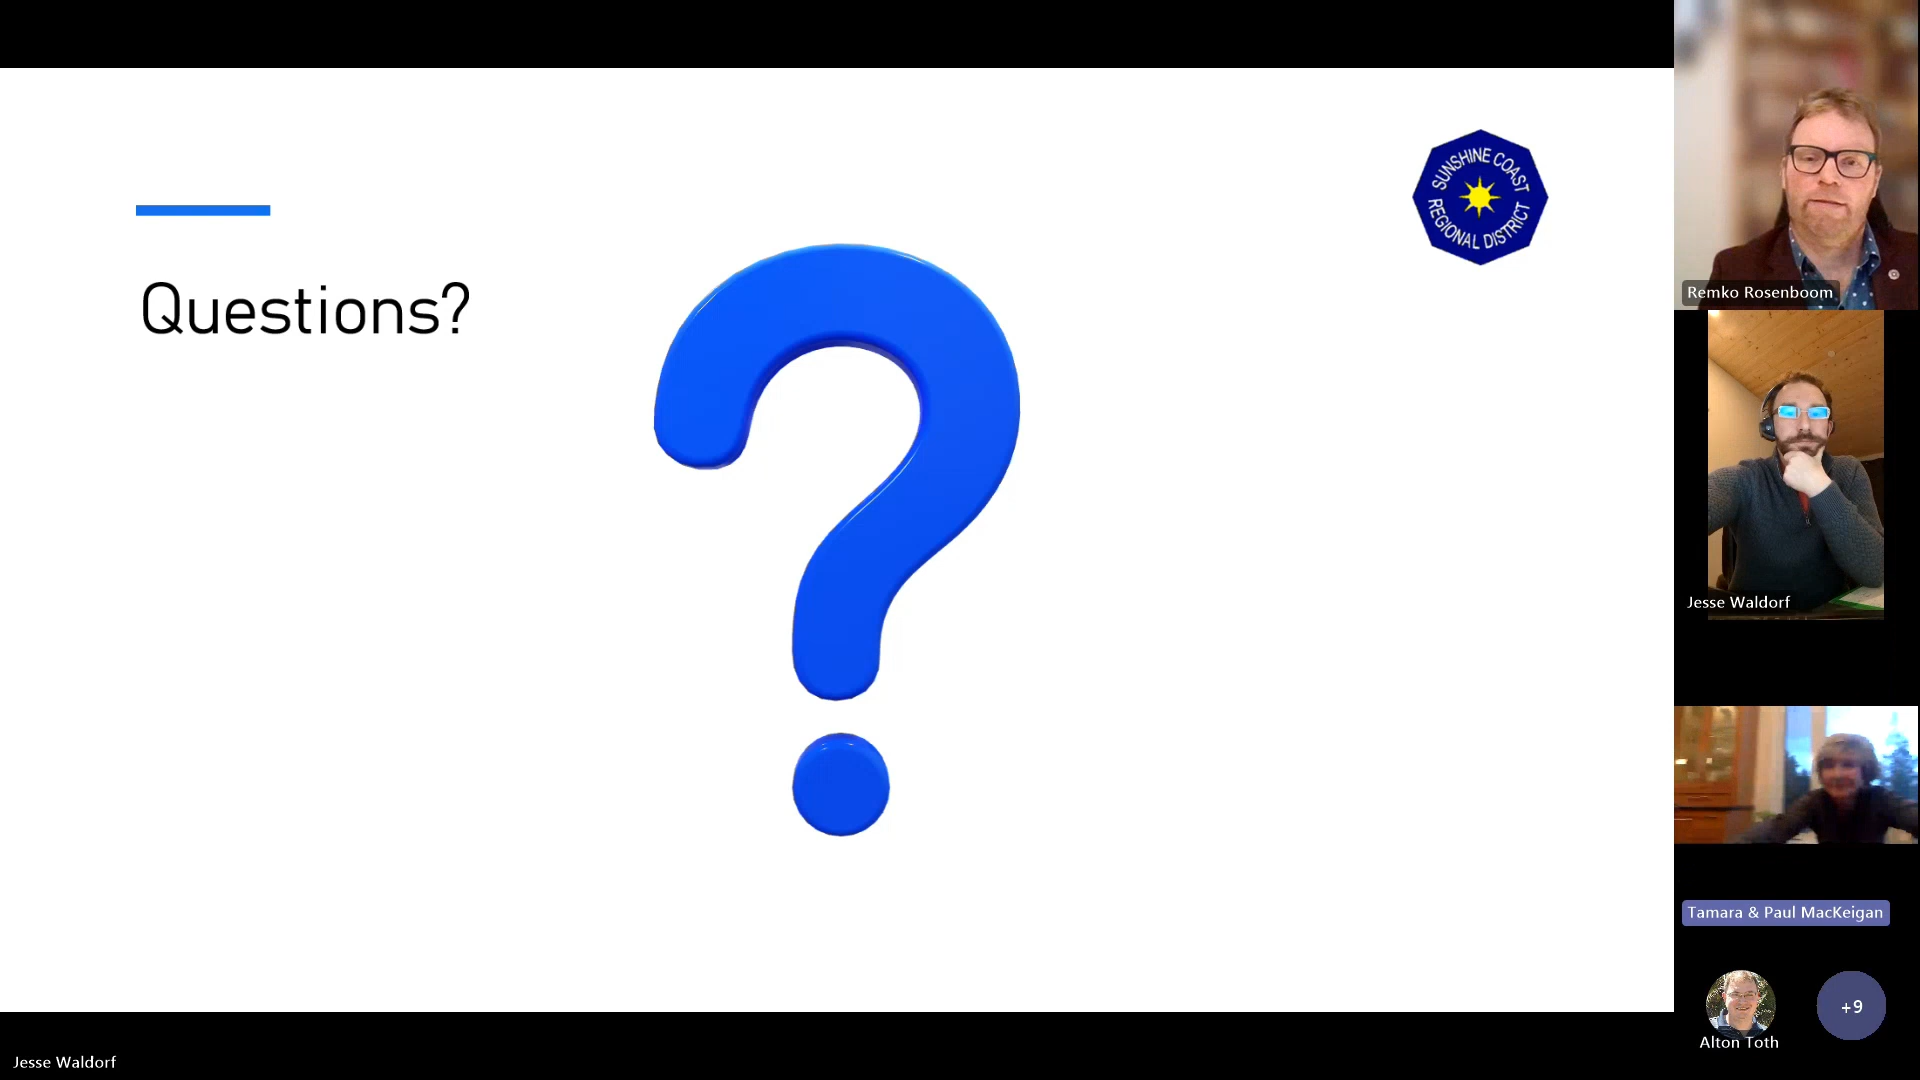 Questions?
SUNSHINE COAST
REGIONAL DISTRICT
Remko Rosenboom
Jesse Waldorf
Tamara & Paul MacKeigan
+9
Alton Toth
Jesse Waldorf